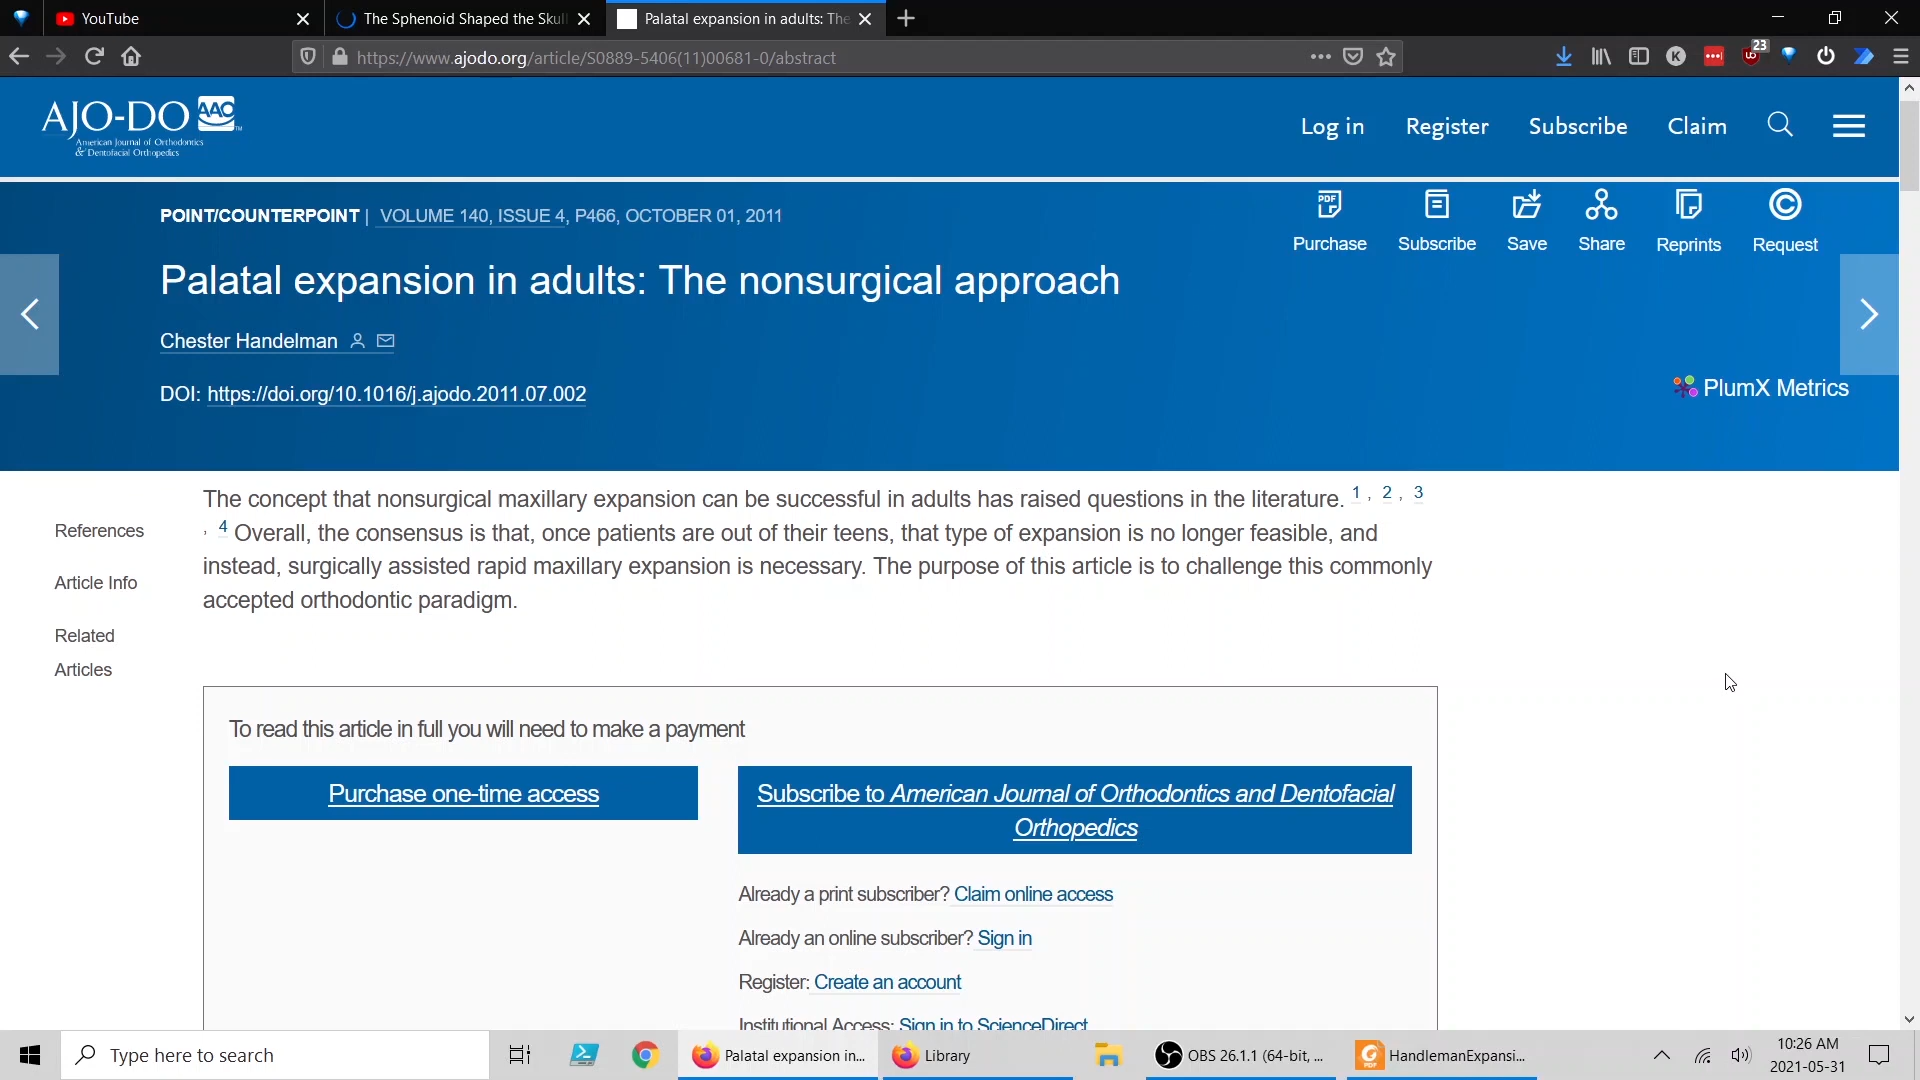 YouTube
The Sphenoid Shaped the Skul
Palatal expansion in adults: The
https://www.ajodo.org/article/S0889-5406(11)00681-0/abstract
23
AJO-DO AAO
American Journal of Orthodontics
& Dentofacial Orthopedics
Log in
Register
Subscribe
Claim
POINT/COUNTERPOINT | VOLUME 140, ISSUE 4, P466, OCTOBER 01, 2011
Purchase
Subscribe
Save
Share
Reprints
Request
Palatal expansion in adults: The nonsurgical approach
Chester Handelman
DOI: https://doi.org/10.1016/j.ajodo.2011.07.002
PlumX Metrics
References
Article Info
Related
Articles
The concept that nonsurgical maxillary expansion can be successful in adults has raised questions in the literature. 1 , 2 , 3
, 4 Overall, the consensus is that, once patients are out of their teens, that type of expansion is no longer feasible, and
instead, surgically assisted rapid maxillary expansion is necessary. The purpose of this article is to challenge this commonly
accepted orthodontic paradigm.
To read this article in full you will need to make a payment
Purchase one-time access
Subscribe to American Journal of Orthodontics and Dentofacial
Orthopedics
Already a print subscriber? Claim online access
Already an online subscriber? Sign in
Register: Create an account
Institutional Access: Sign in to ScienceDirect
Type here to search
Palatal expansion in...
Library
OBS 26.1.1 (64-bit, ...
HandlemanExpansi...
10:26 AM
2021-05-31